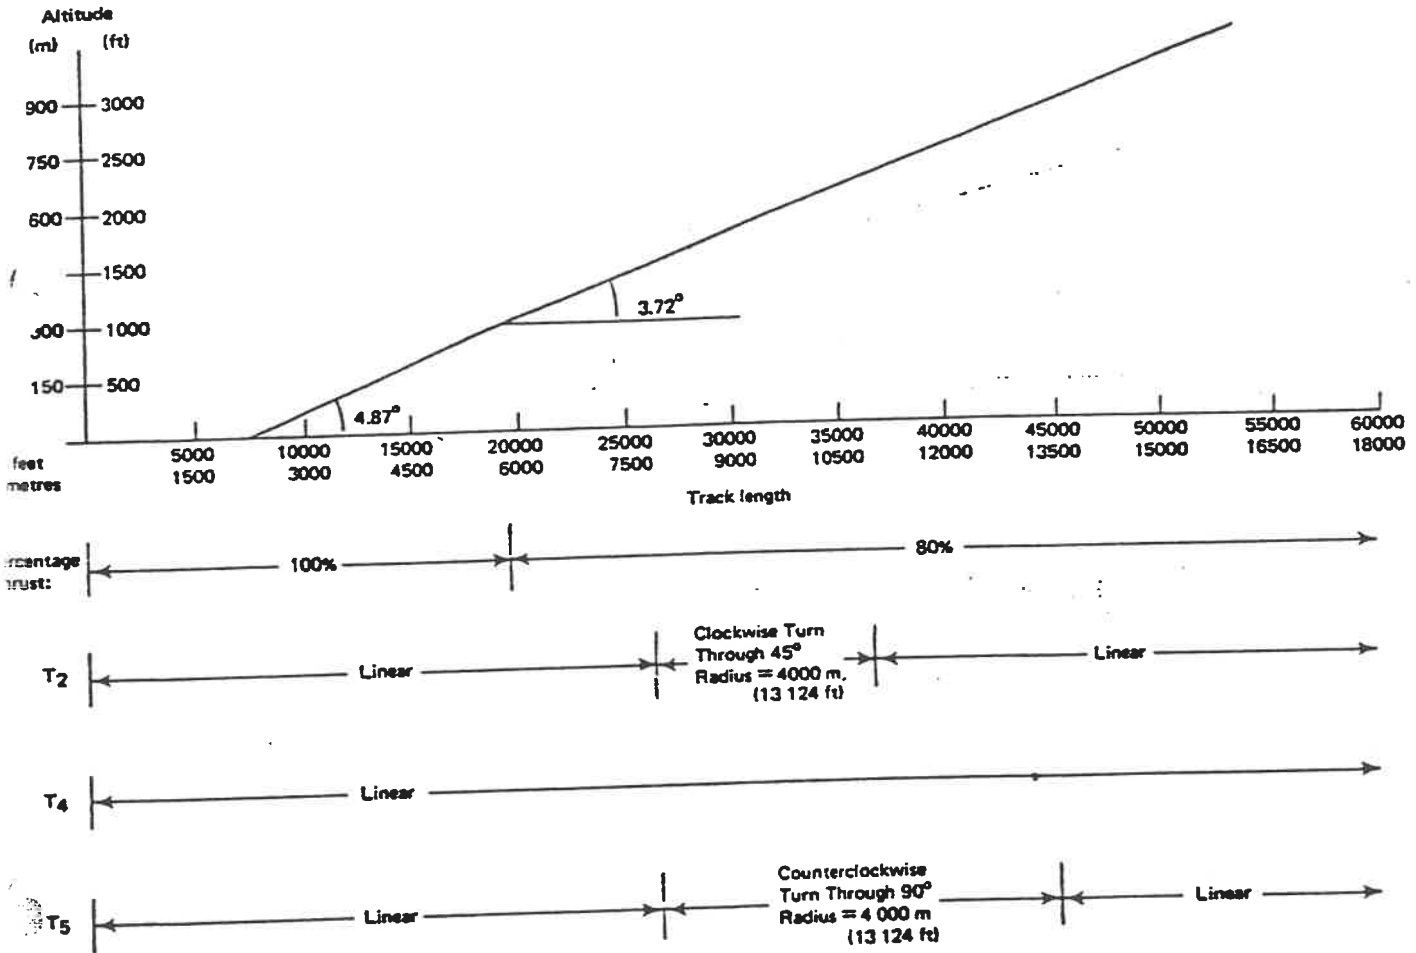 Altitude
(m) (ft)
900 3000
750 2500
600 2000
1500
300 1000
150 500
3.72°
4.87°
5000 10000 15000 20000 25000 30000 35000 40000 45000 50000 55000 60000
feet
1500 3000 4500 6000 7500 9000 10500 12000 13500 15000 16500 18000
metres
Track length
rcentage
rust:
100%
80%
T2
Linear
Clockwise Turn
Through 45°
Radius = 4000 m,
(13 124 ft)
Linear
T4
Linear
T5
Linear
Counterclockwise
Turn Through 90°
Radius = 4 000 m
(13 124 ft)
Linear